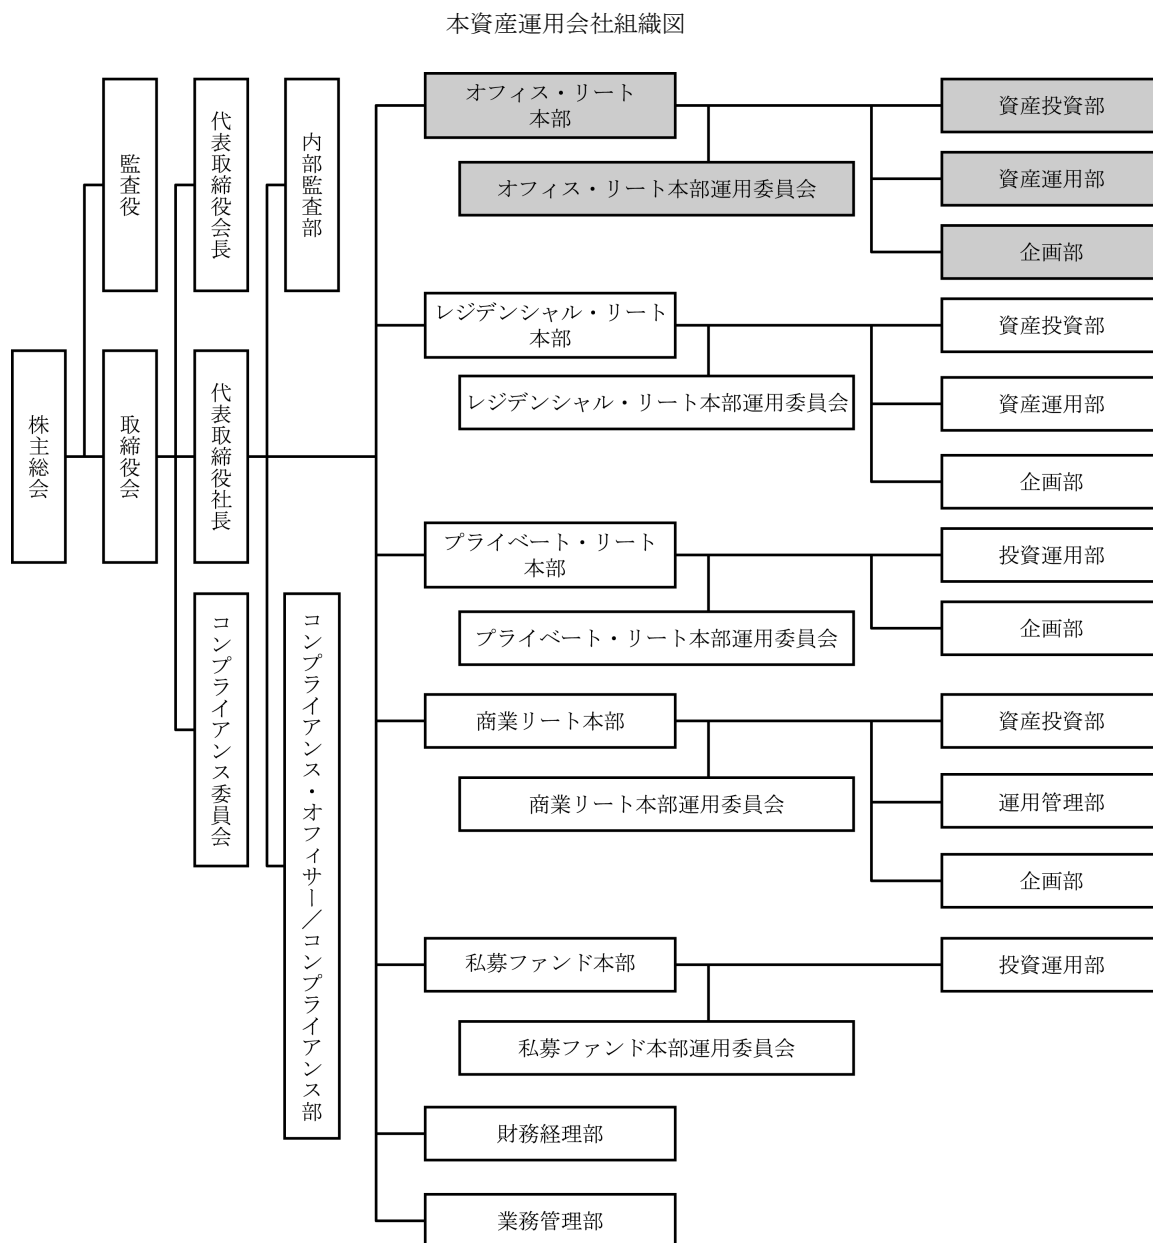 本資産運用会社組織図
株主総会
監査役
取締役会
代表取締役会長
代表取締役社長
コンプライアンス委員会
内部監査部
コンプライアンス・オフィサー／コンプライアンス部
オフィス・リート
本部
オフィス・リート本部運用委員会
資産投資部
資産運用部
企画部
レジデンシャル・リート
本部
レジデンシャル・リート本部運用委員会
資産投資部
資産運用部
企画部
プライベート・リート
本部
プライベート・リート本部運用委員会
投資運用部
企画部
商業リート本部
商業リート本部運用委員会
資産投資部
運用管理部
企画部
私募ファンド本部
私募ファンド本部運用委員会
投資運用部
財務経理部
業務管理部